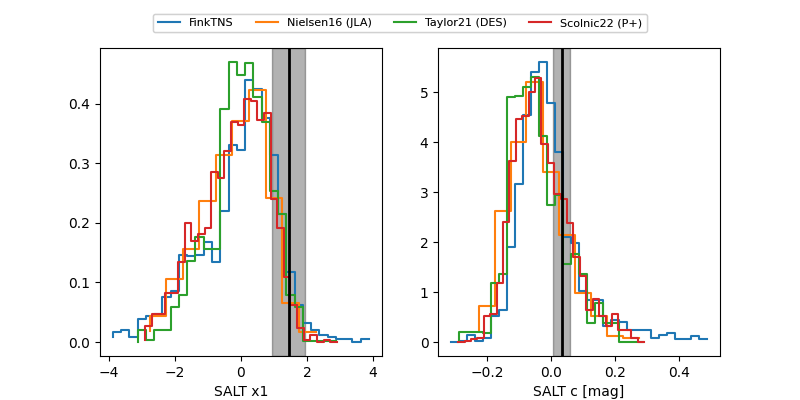 FinkTNS Nielsen16 (JLA) Taylor21 (DES) Scolnic22 (P+)
0.4
0.3
0.2
0.1
0.0
−4 −2 0 2 4
SALT x1
5
4
3
2
1
0
−0.2 0.0 0.2 0.4
SALT c [mag]